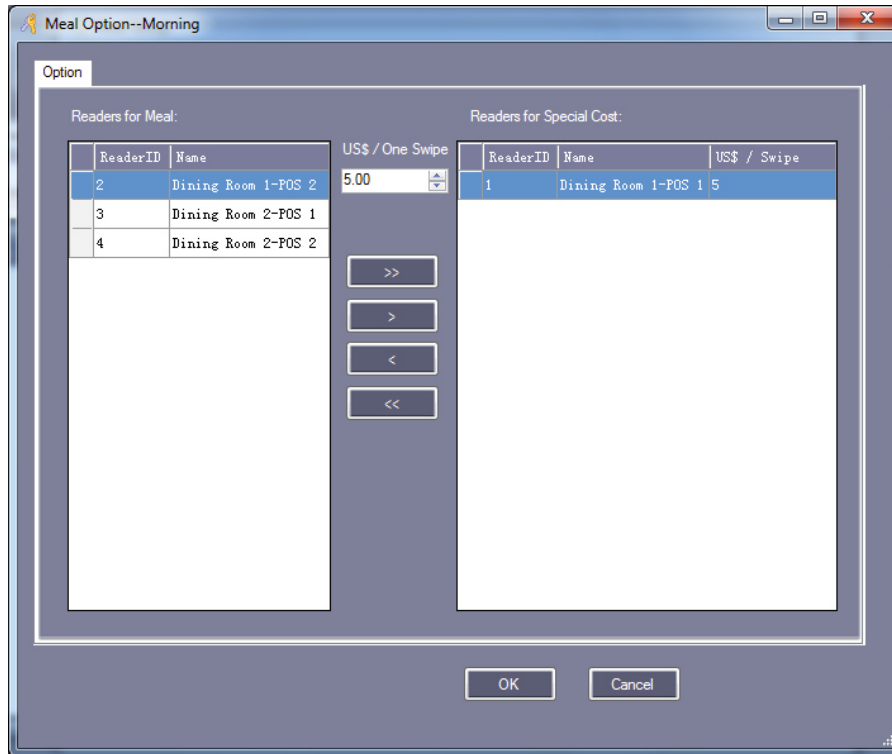 Meal Option--Morning
Option
Readers for Meal:
ReaderID Name
2 Dining Room 1-POS 2
3 Dining Room 2-POS 1
4 Dining Room 2-POS 2
US$ / One Swipe
5.00
>>
>
<
<<
Readers for Special Cost:
ReaderID Name US$ / Swipe
1 Dining Room 1-POS 1 5
OK
Cancel